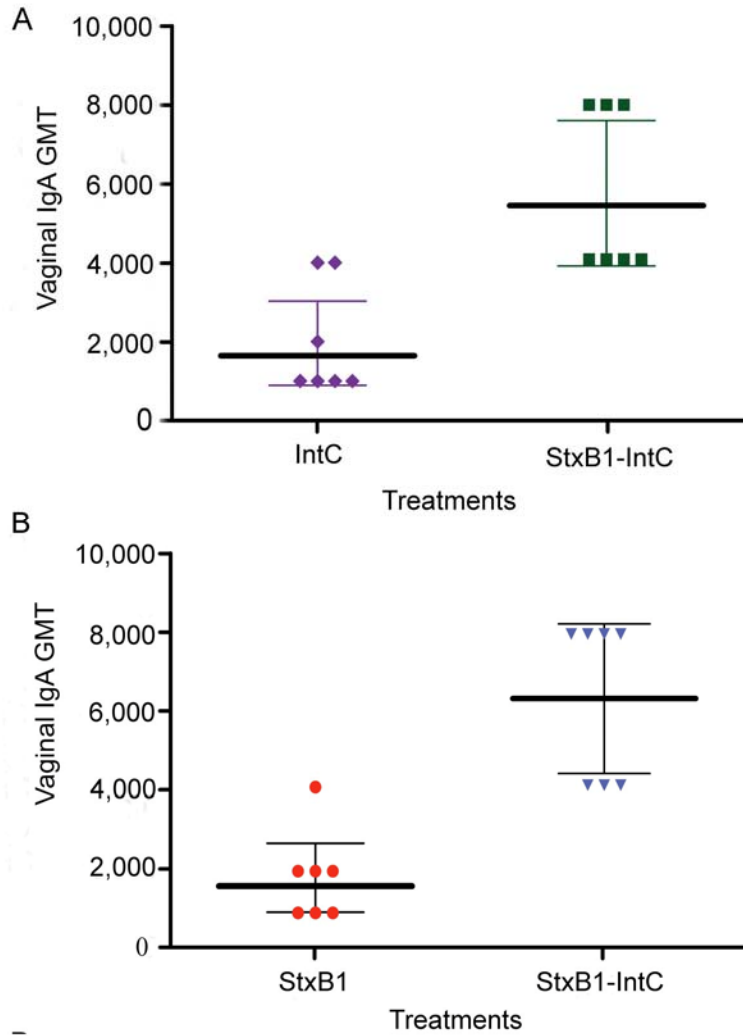 A
Vaginal IgA GMT
10,000
8,000
6,000
4,000
2,000
0
IntC
StxB1-IntC
Treatments
B
Vaginal IgA GMT
10,000
8,000
6,000
4,000
2,000
0
StxB1
StxB1-IntC
Treatments